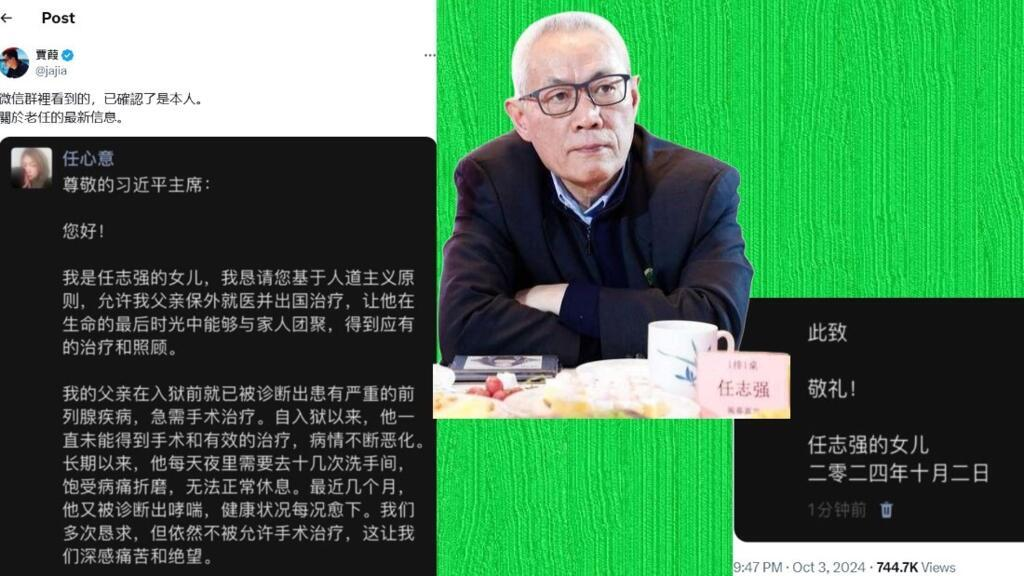 Post
賈葭
@jajia
微信群裡看到的，已確認了是本人。
關於老任的最新信息。
任心意
尊敬的习近平主席：
您好！
我是任志强的女儿，我恳请您基于人道主义原
则，允许我父亲保外就医并出国治疗，让他在
生命的最后时光中能够与家人团聚，得到应有
的治疗和照顾。
我的父亲在入狱前就已被诊断出患有严重的前
列腺疾病，急需手术治疗。自入狱以来，他一
直未能得到手术和有效的治疗，病情不断恶化。
长期以来，他每天夜里需要去十几次洗手间，
饱受病痛折磨，无法正常休息。最近几个月，
他又被诊断出哮喘，健康状况每况愈下。我们
多次恳求，但依然不被允许手术治疗，这让我
们深感痛苦和绝望。
任志强
此致
敬礼！
任志强的女儿
二零二四年十月二日
1分钟前
9:47 PM · Oct 3, 2024 · 744.7K Views